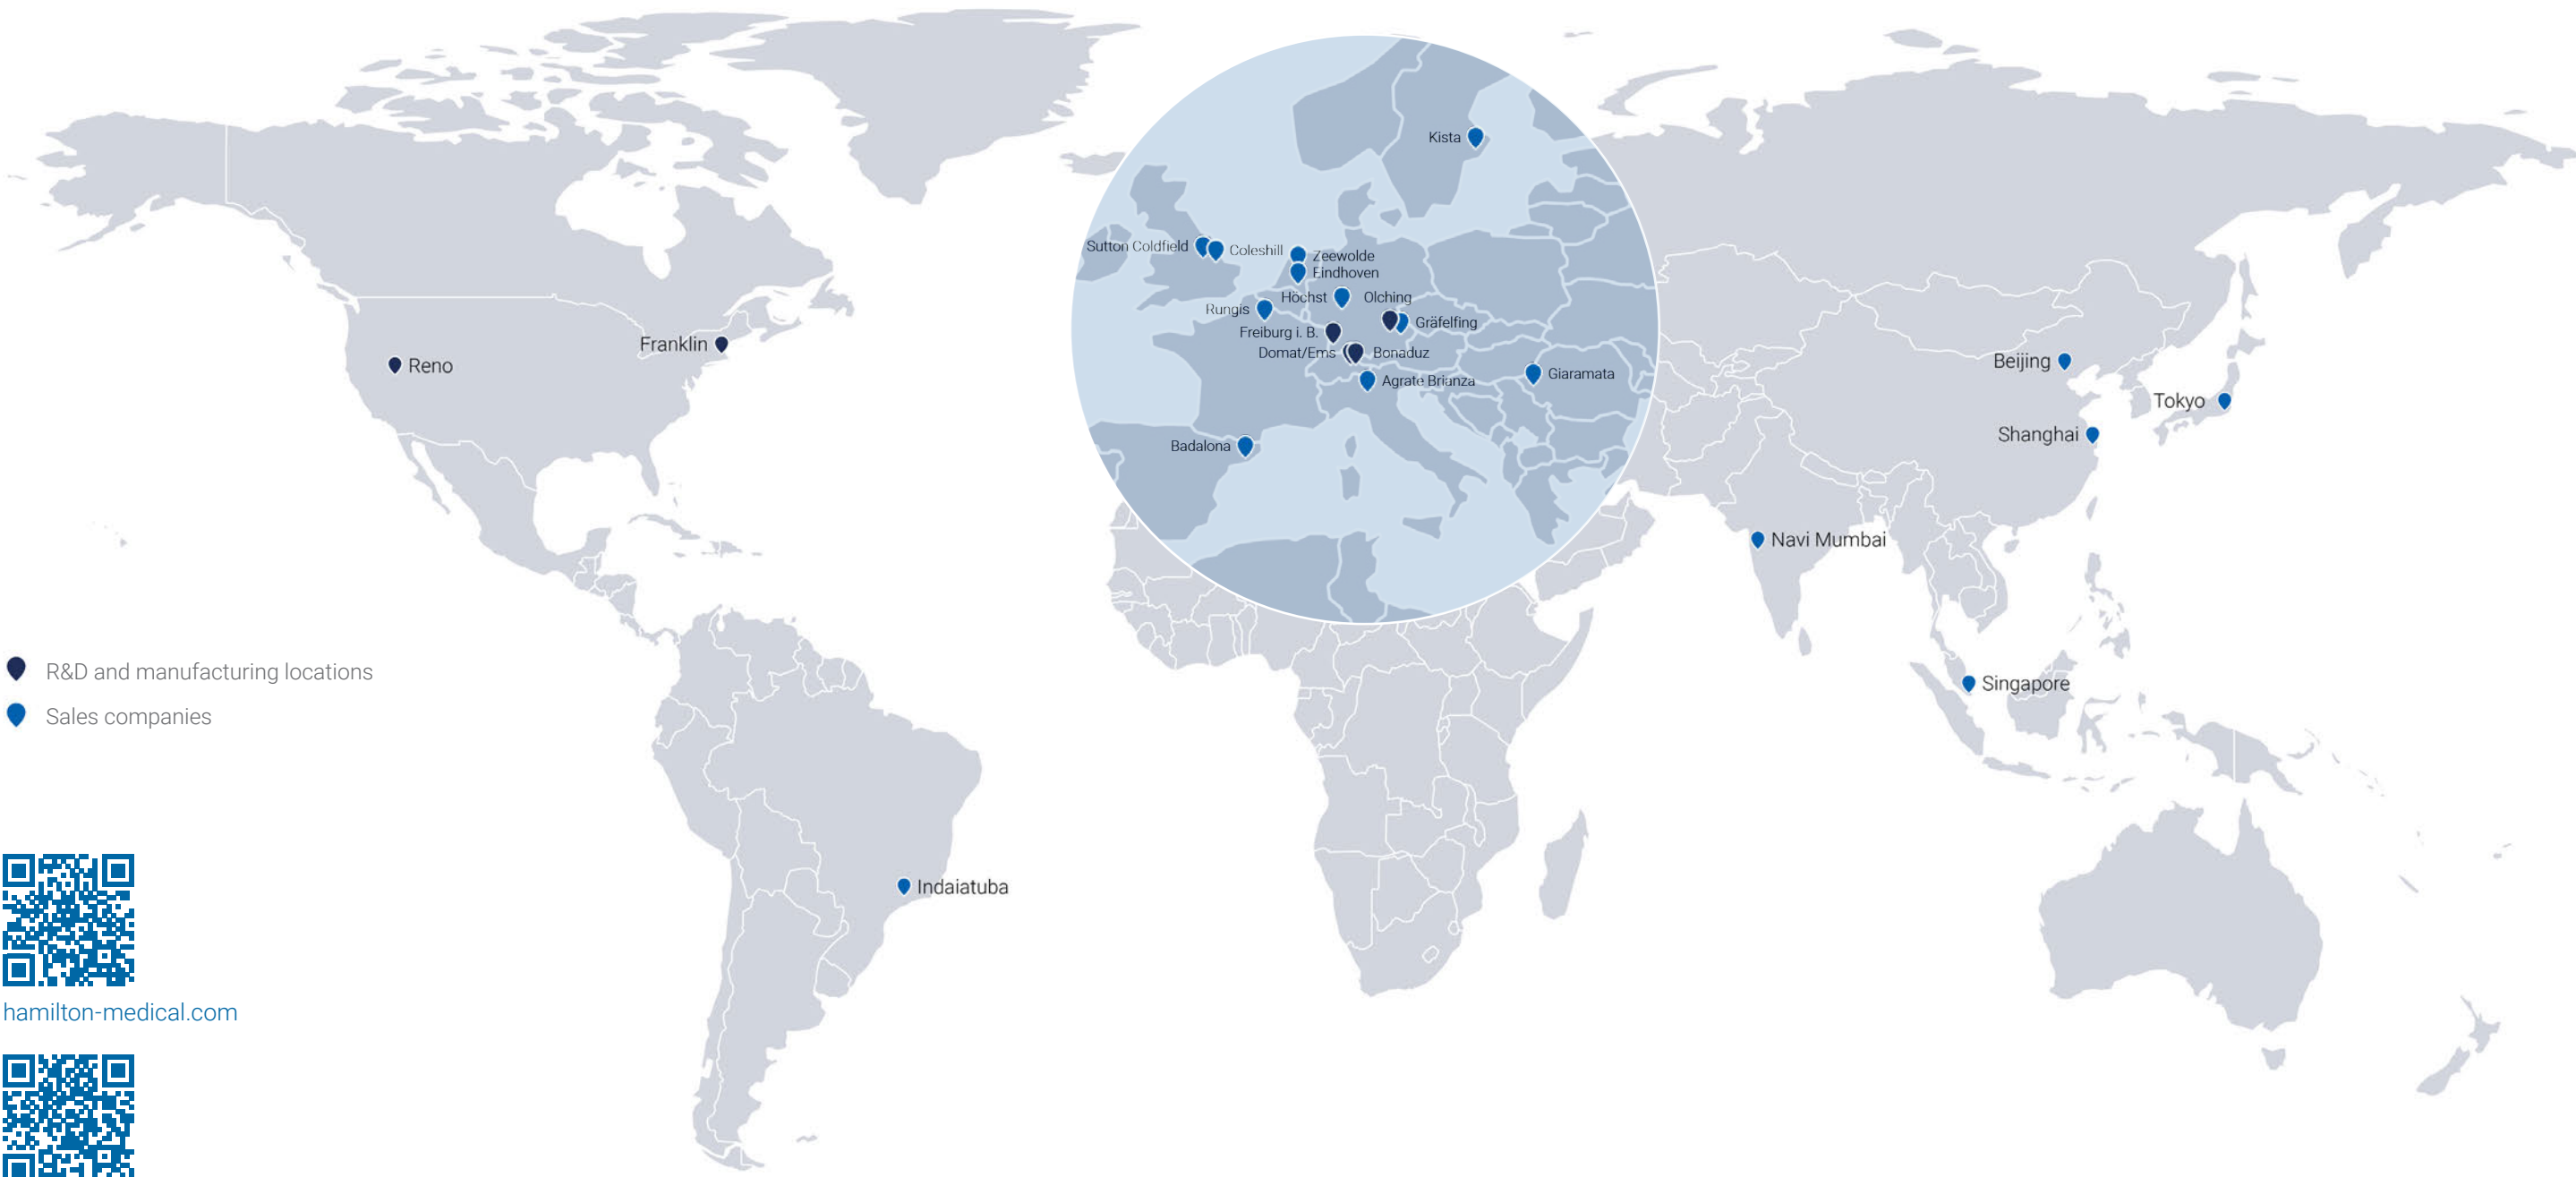 Kista
Sutton Coldfield
Coleshill
Zeewolde
Eindhoven
Höchst
Olching
Rungis
Gräfelfing
Freiburg i. B.
Domat/Ems
Bonaduz
Agrate Brianza
Giaramata
Badalona
Franklin
Reno
Beijing
Tokyo
Shanghai
Navi Mumbai
R&D and manufacturing locations
Sales companies
Singapore
Indaiatuba
hamilton-medical.com